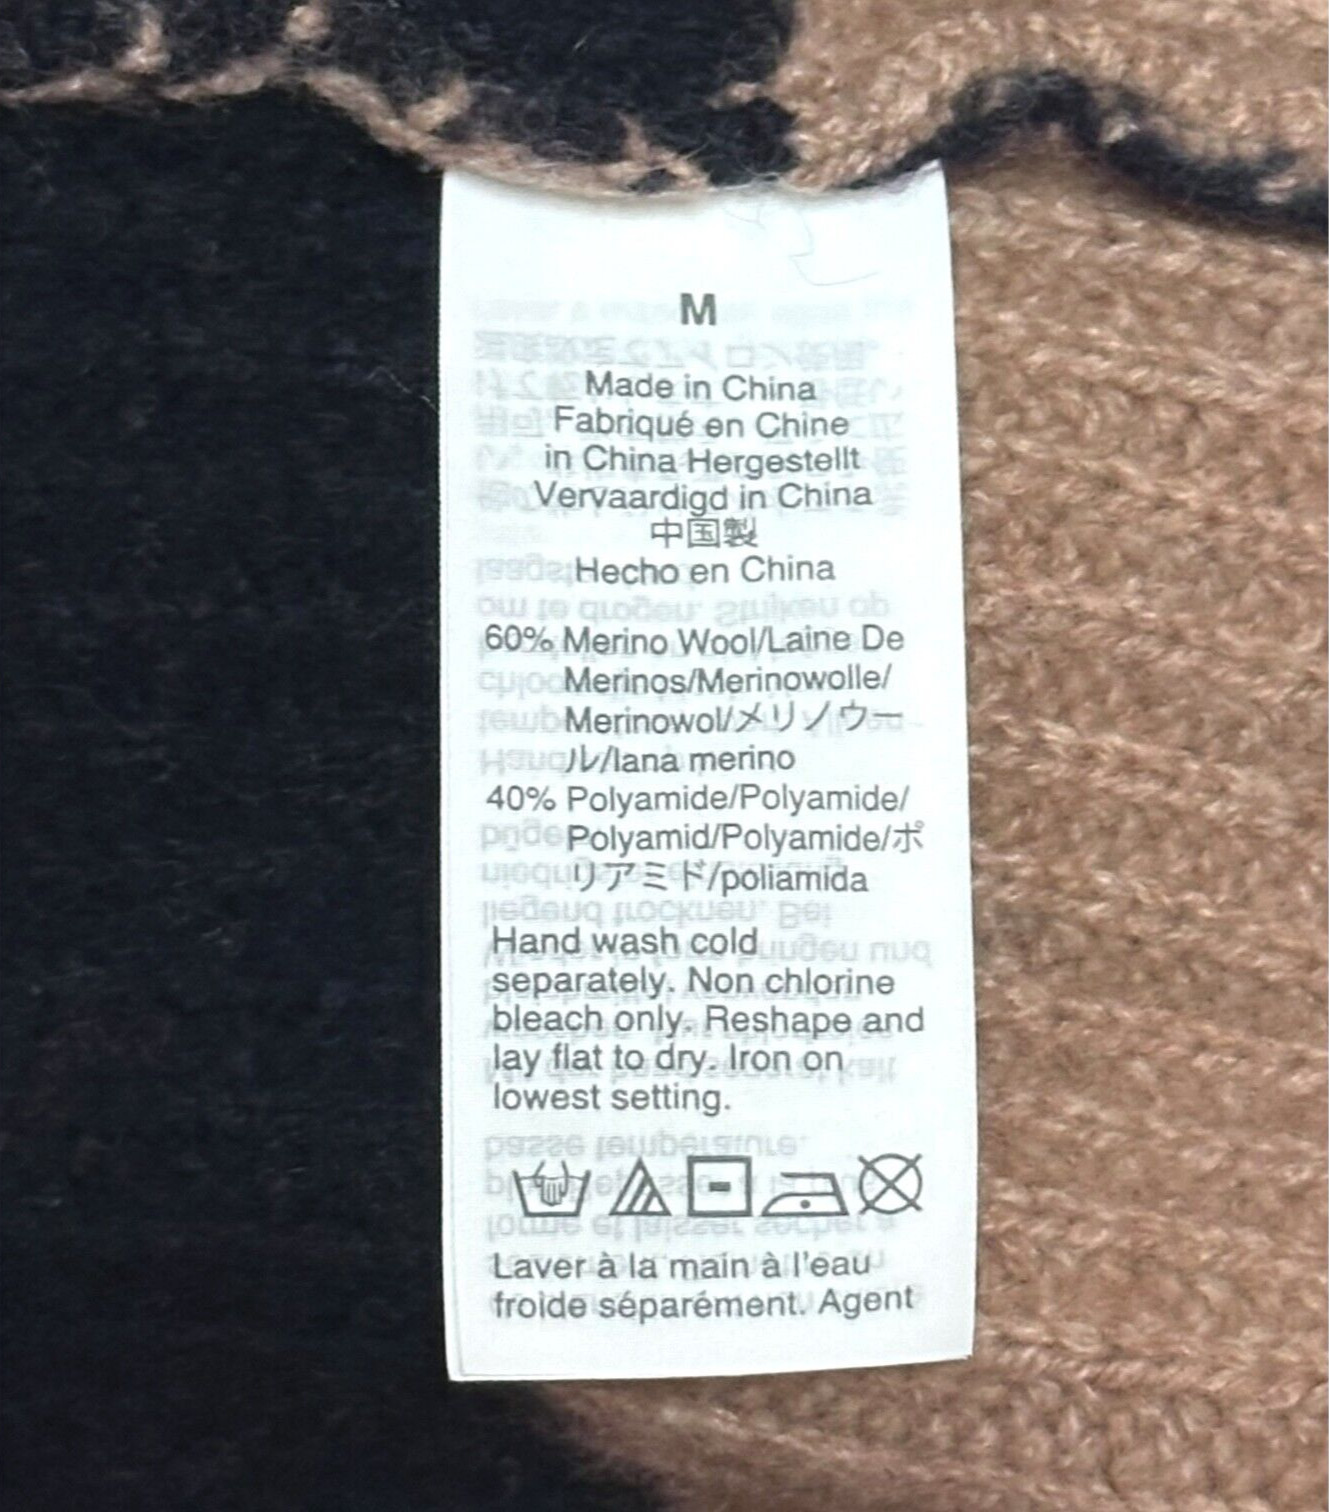 M
Made in China
Fabriqué en Chine
in China Hergestellt
Vervaardigd in China
中国製
Hecho en China
60% Merino Wool/Laine De
Merinos/Merinowolle/
Merinowol/メリノウー
ル/lana merino
40% Polyamide/Polyamide/
Polyamid/Polyamide/ポ
リアミド/poliamida
Hand wash cold
separately. Non chlorine
bleach only. Reshape and
lay flat to dry. Iron on
lowest setting.
Laver à la main à l'eau
froide séparément. Agent